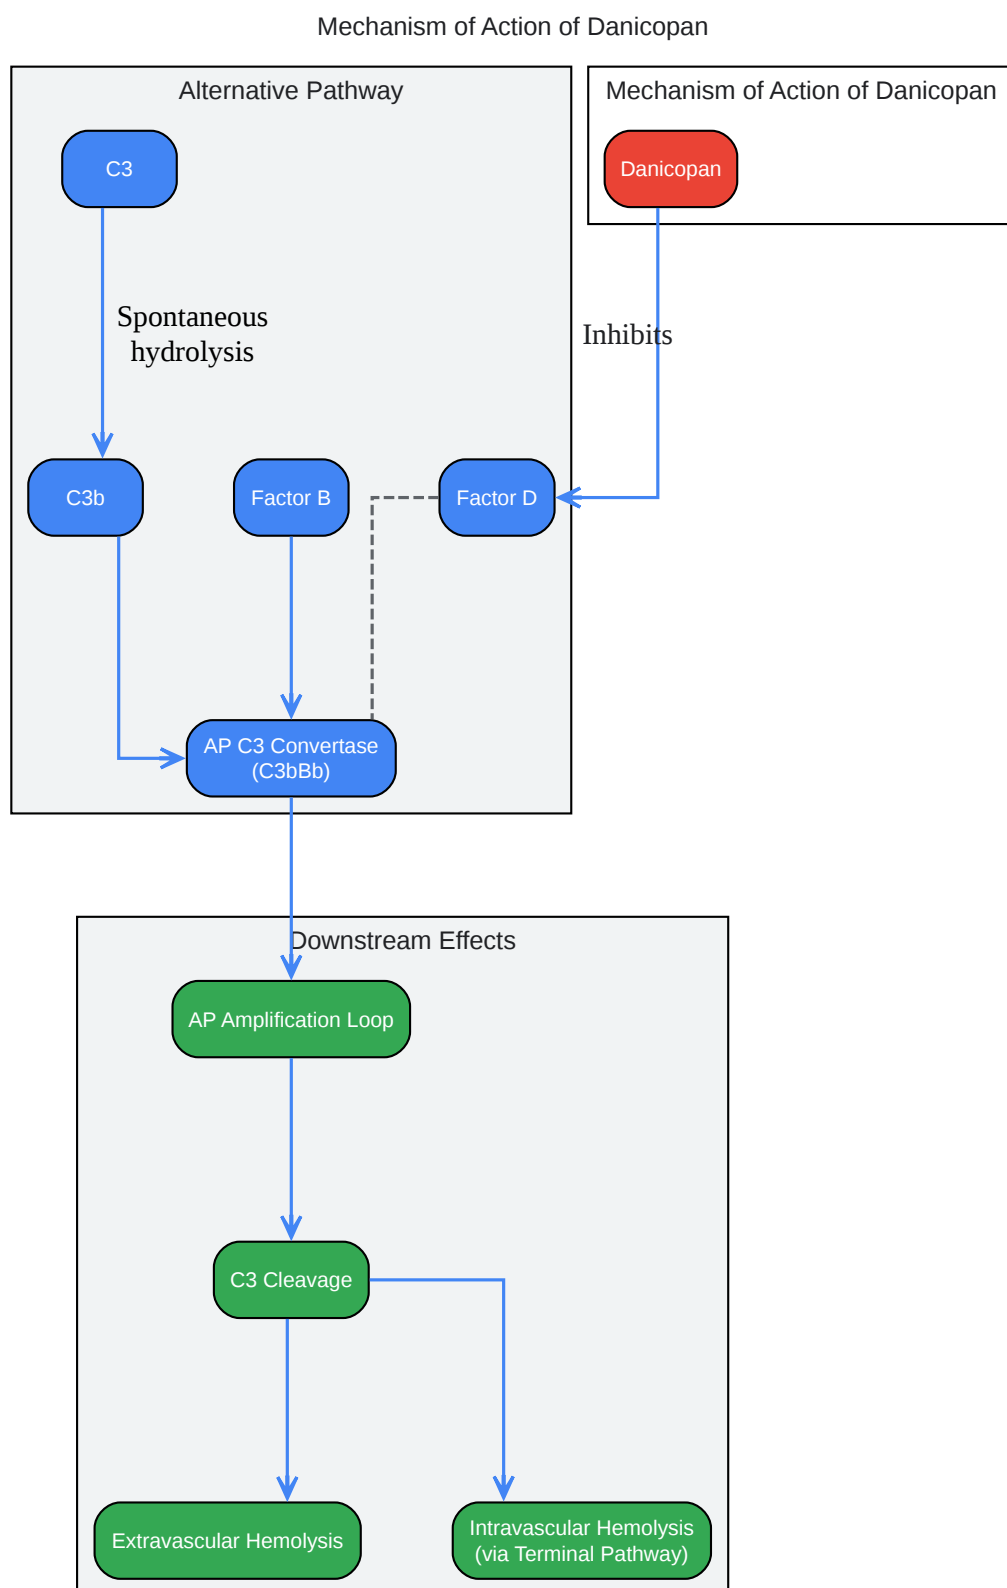 Mechanism of Action of Danicopan
Alternative Pathway
Mechanism of Action of Danicopan
C3
Danicopan
Spontaneous
hydrolysis
Inhibits
C3b
Factor B
Factor D
AP C3 Convertase
(C3bBb)
Downstream Effects
AP Amplification Loop
C3 Cleavage
Extravascular Hemolysis
Intravascular Hemolysis
(via Terminal Pathway)